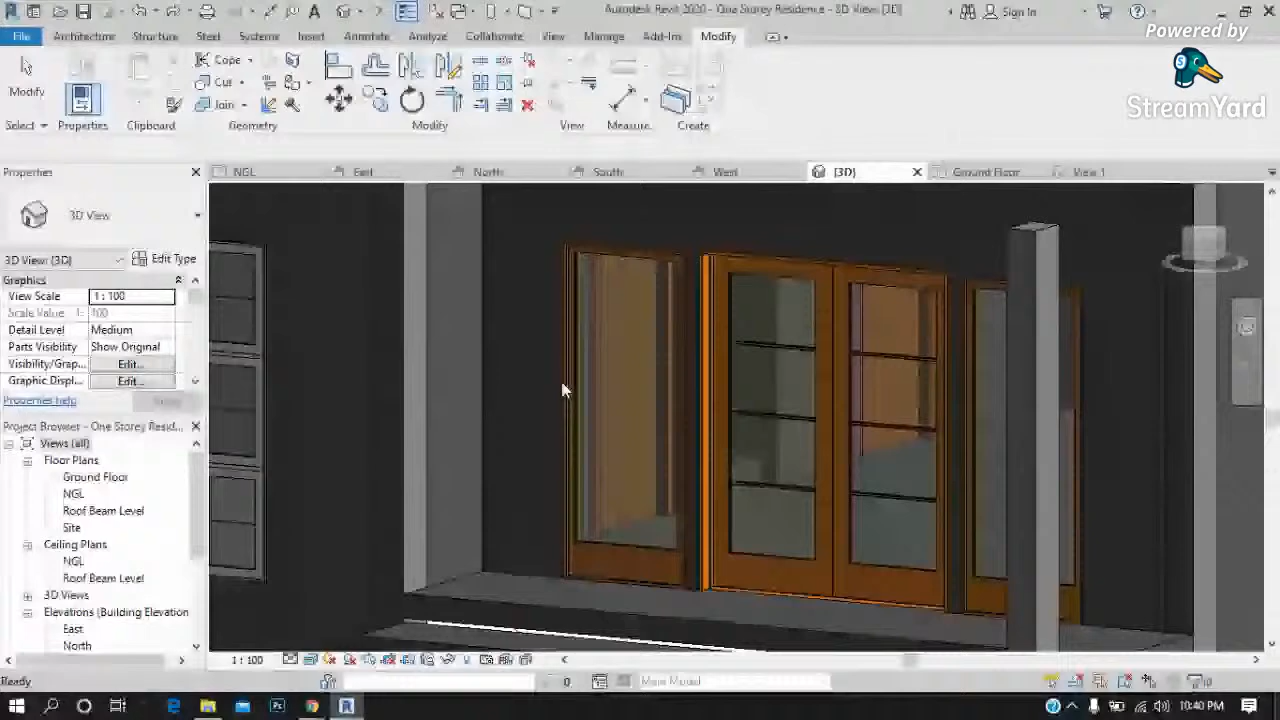 Autodesk Revit 2020 - One Storey Residence - 3D View: {3D}
Sign In
Powered by
StreamYard
File
Architecture
Structure
Steel
Systems
Insert
Annotate
Analyze
Collaborate
View
Manage
Add-Ins
Modify
Modify
Select
Properties
Clipboard
Cope
Cut
Join
Geometry
Modify
View
Measure
Create
Properties
NGL
East
North
South
West
{3D}
Ground Floor
View 1
3D View
3D View: {3D}
Edit Type
Graphics
View Scale
1 : 100
Scale Value 1:
100
Detail Level
Medium
Parts Visibility
Show Original
Visibility/Grap...
Edit...
Graphic Displ...
Edit...
Properties help
Apply
Project Browser - One Storey Resid...
Views (all)
Floor Plans
Ground Floor
NGL
Roof Beam Level
Site
Ceiling Plans
NGL
Roof Beam Level
3D Views
Elevations (Building Elevation)
East
North
1 : 100
Ready
:0
Main Model
:0
10:40 PM